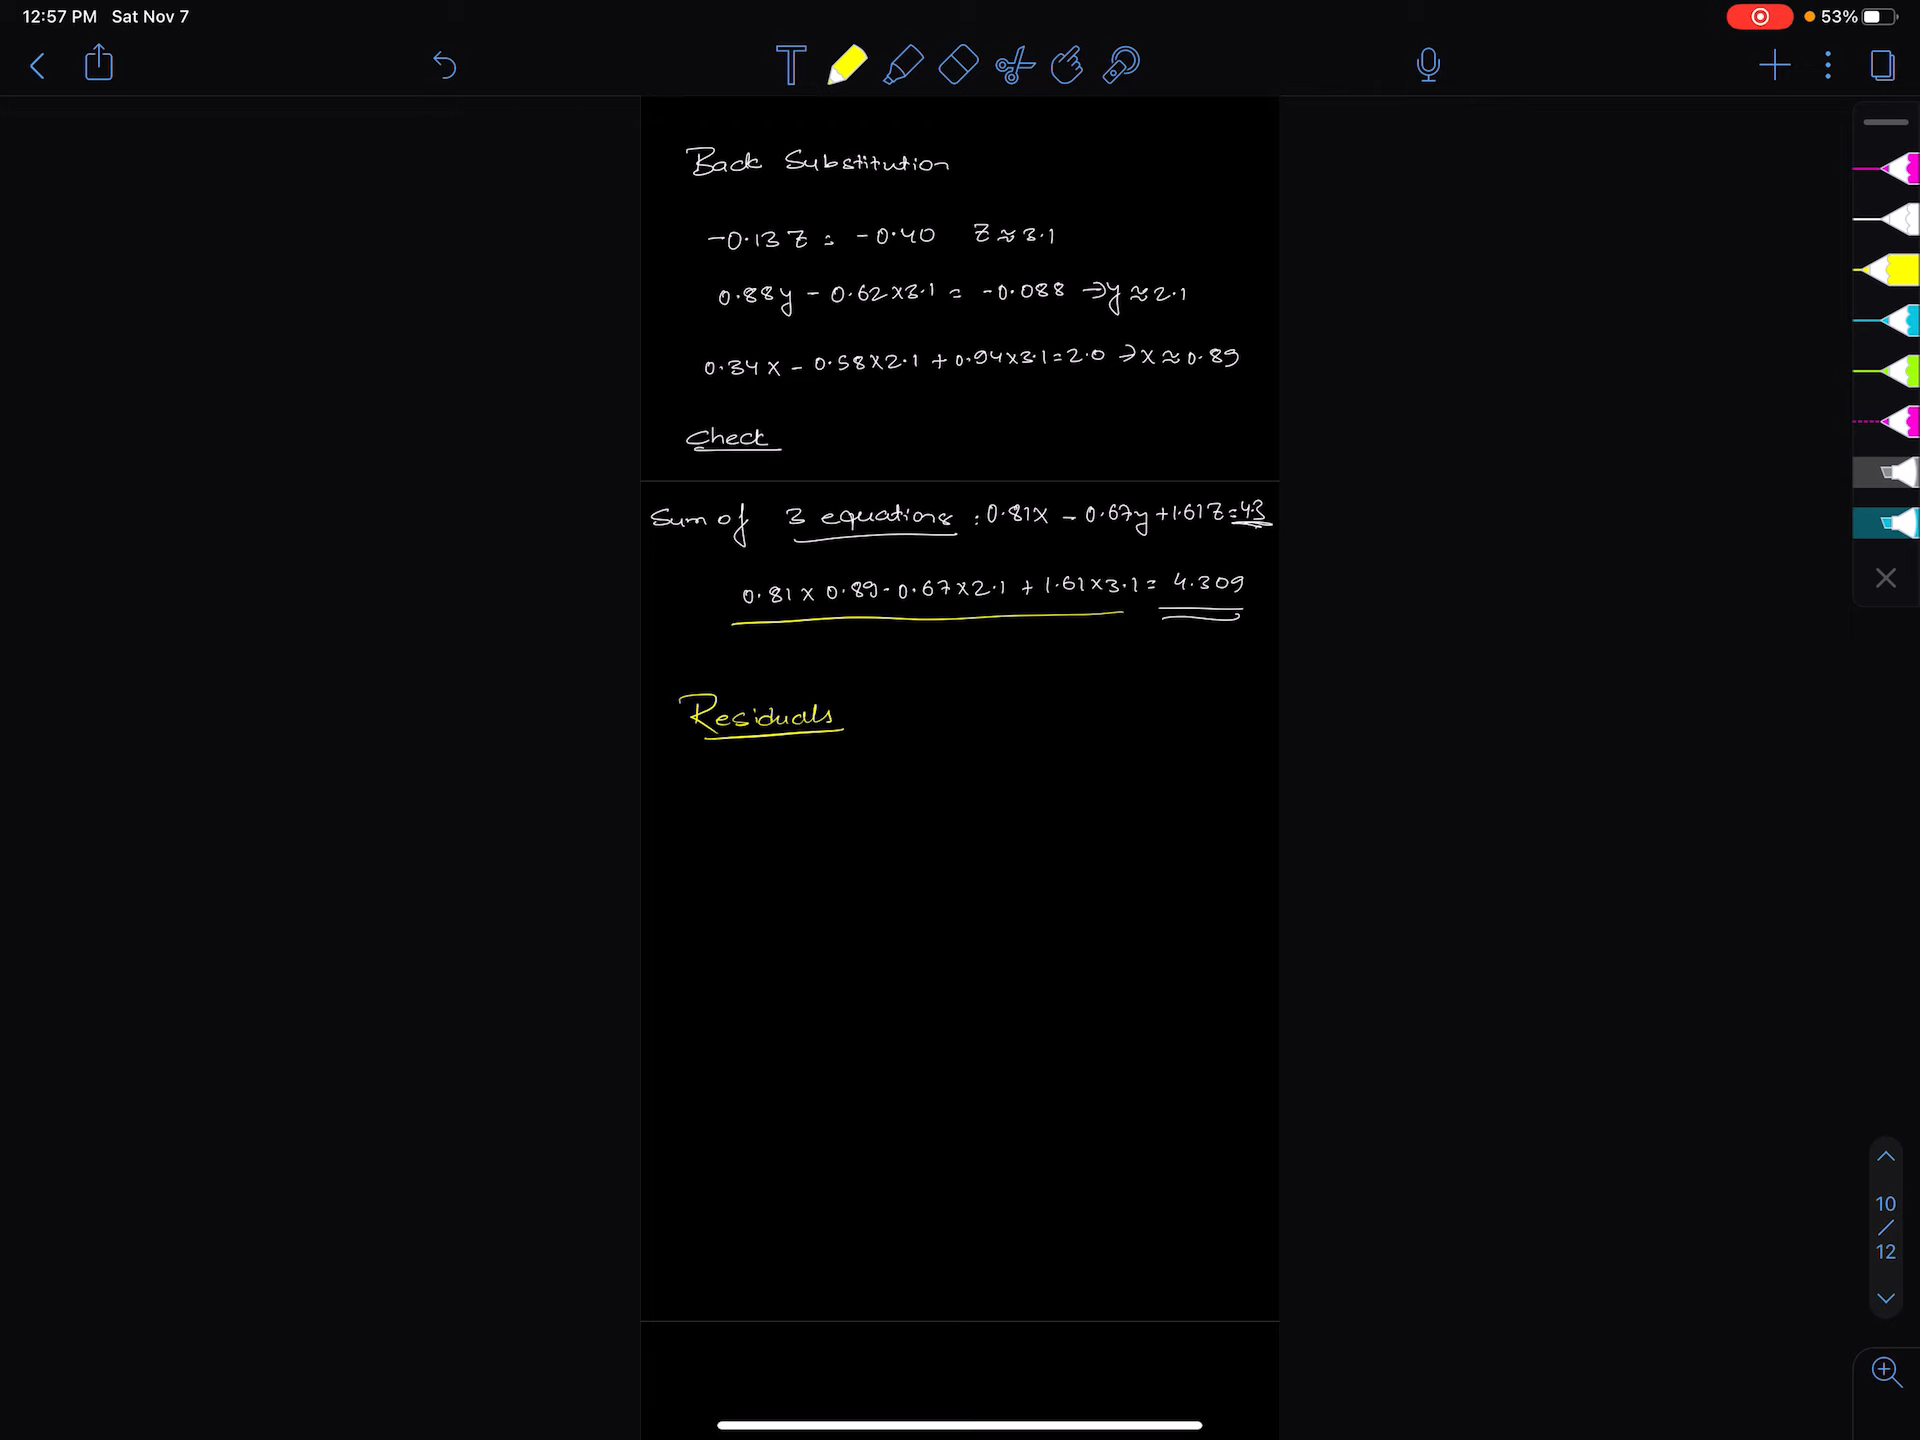 12:57 PM Sat Nov 7
53%
Back Substitution
-0.13z = -0.40 z≈3.1
0.88y - 0.62x3.1 = -0.088 ⇒y≈2.1
0.34x - 0.58x2.1 + 0.94x3.1=2.0 ⇒x≈0.89
Check
Sum of 3 equations : 0.81x - 0.67y+1.61z=4.3
0.81 x 0.89-0.67x2.1 + 1.61x3.1= 4.309
Residuals
10
/
12